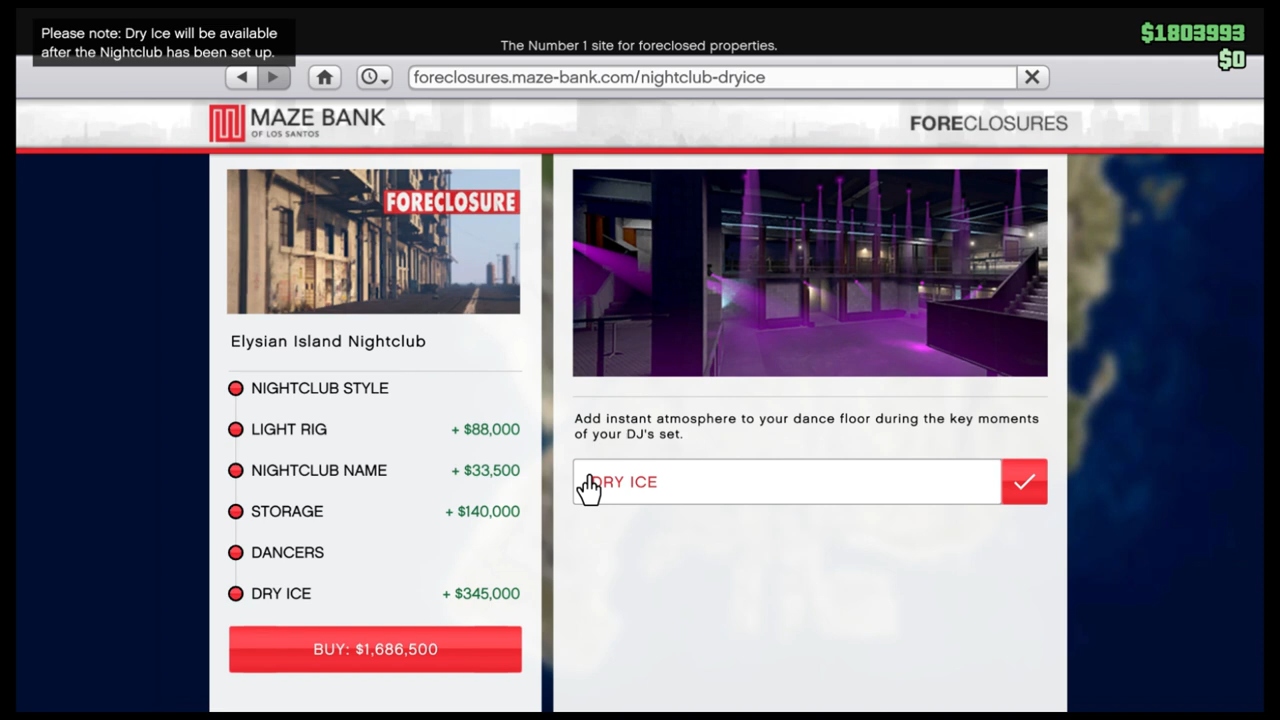 Please note: Dry Ice will be available
after the Nightclub has been set up.
The Number 1 site for foreclosed properties.
$1803993
$0
foreclosures.maze-bank.com/nightclub-dryice
MAZE BANK
OF LOS SANTOS
FORECLOSURES
FORECLOSURE
Elysian Island Nightclub
NIGHTCLUB STYLE
LIGHT RIG + $88,000
NIGHTCLUB NAME + $33,500
STORAGE + $140,000
DANCERS
DRY ICE + $345,000
BUY: $1,686,500
Add instant atmosphere to your dance floor during the key moments
of your DJ's set.
DRY ICE